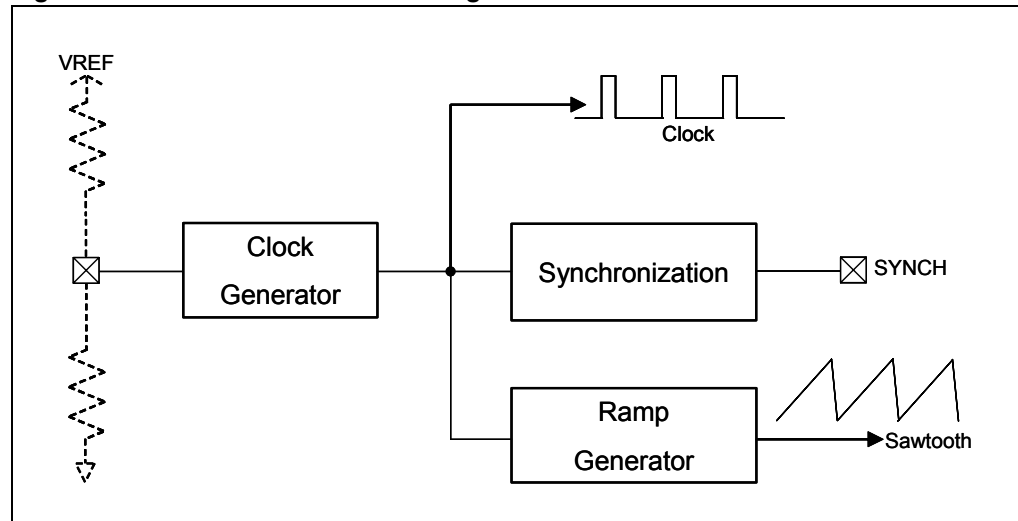 VREF
Clock
Clock
Generator
Synchronization
SYNCH
Ramp
Generator
Sawtooth